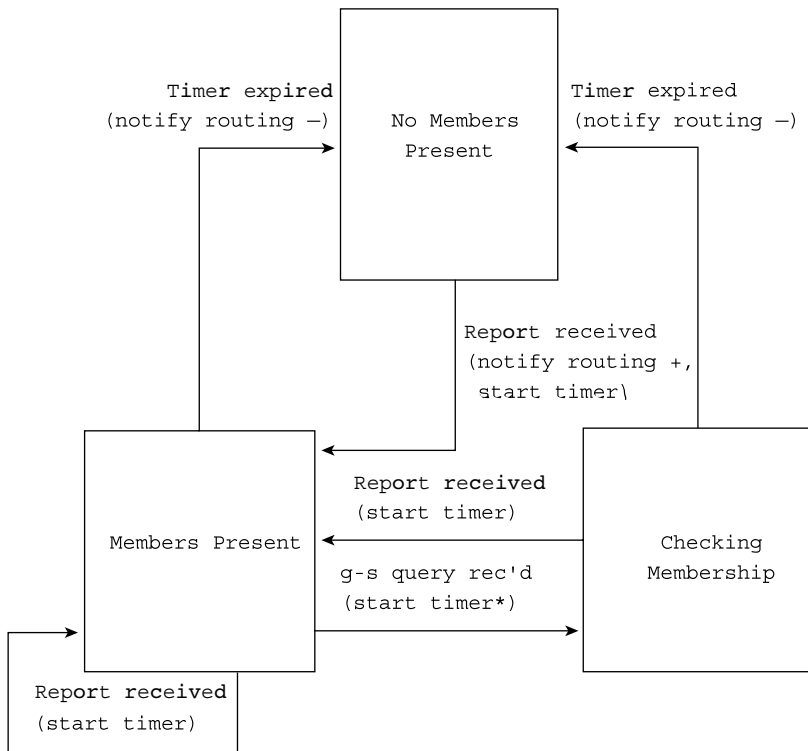 Timer expired
(notify routing —)
No Members
Present
Timer expired
(notify routing —)
Report received
(notify routing +,
start timer\
Report received
(start timer)
Members Present
Checking
Membership
g-s query rec'd
(start timer*)
Report received
(start timer)